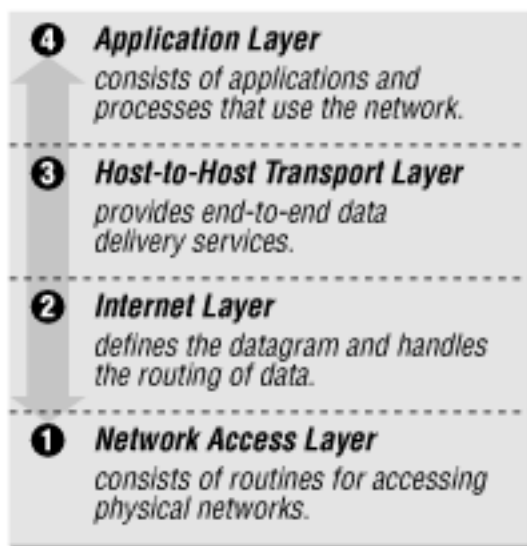 4 Application Layer
consists of applications and
processes that use the network.
3 Host-to-Host Transport Layer
provides end-to-end data
delivery services.
2 Internet Layer
defines the datagram and handles
the routing of data.
1 Network Access Layer
consists of routines for accessing
physical networks.